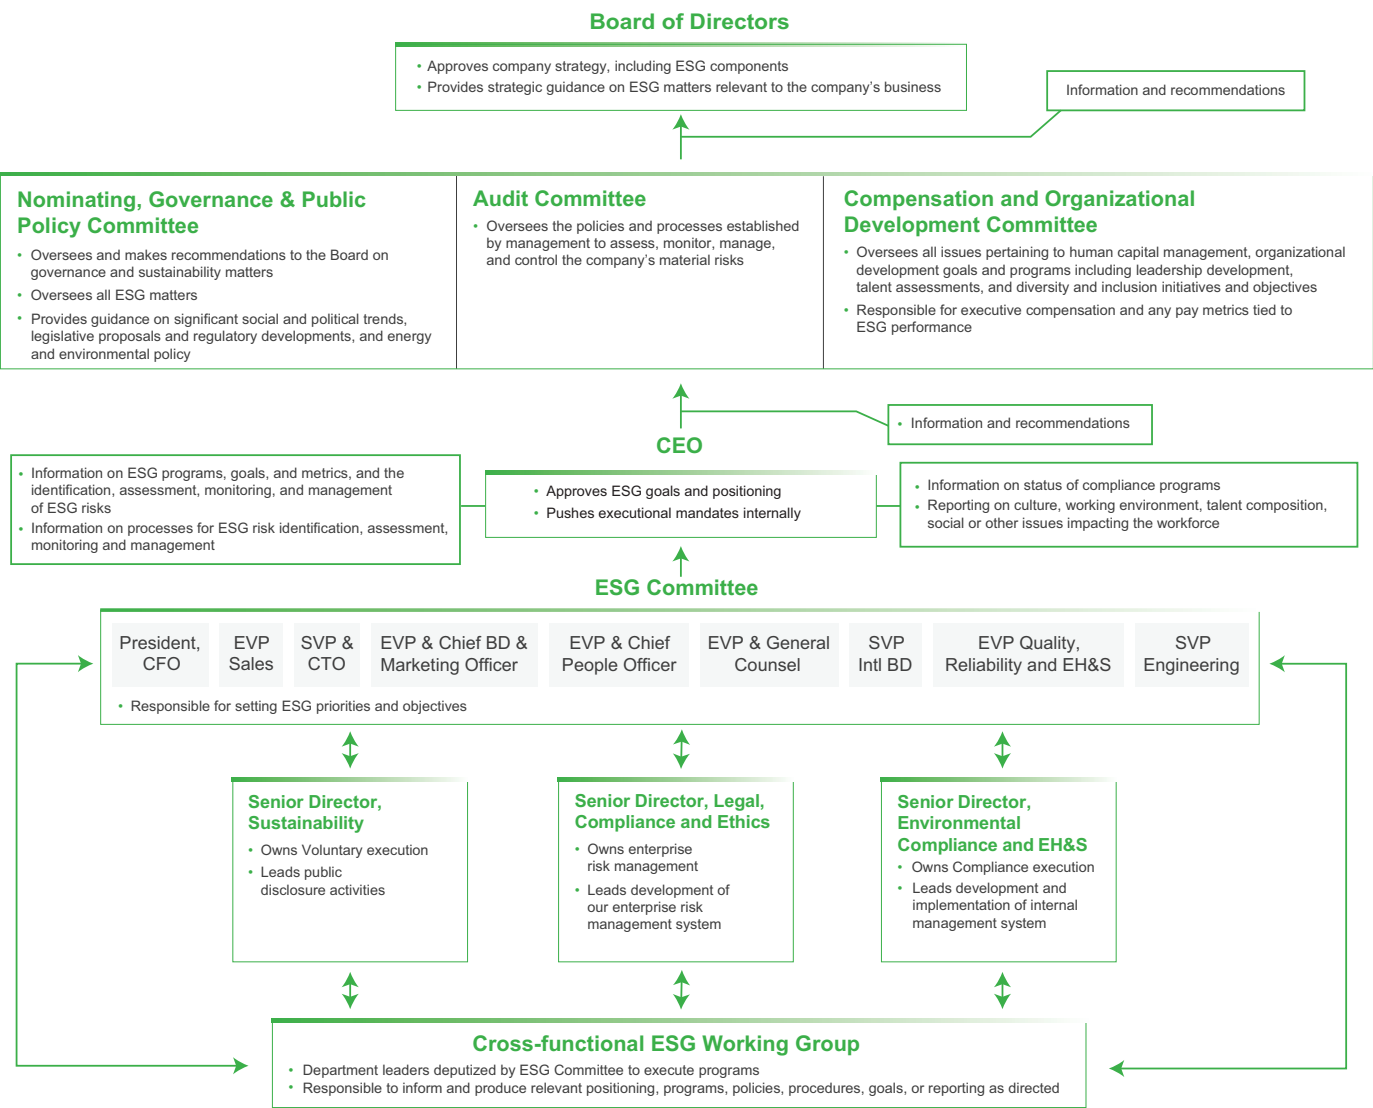 Board of Directors
• Approves company strategy, including ESG components
• Provides strategic guidance on ESG matters relevant to the company’s business
Information and recommendations
Nominating, Governance & Public
Policy Committee
• Oversees and makes recommendations to the Board on
governance and sustainability matters
• Oversees all ESG matters
• Provides guidance on significant social and political trends,
legislative proposals and regulatory developments, and energy
and environmental policy
Audit Committee
• Oversees the policies and processes established
by management to assess, monitor, manage,
and control the company’s material risks
Compensation and Organizational
Development Committee
• Oversees all issues pertaining to human capital management, organizational
development goals and programs including leadership development,
talent assessments, and diversity and inclusion initiatives and objectives
• Responsible for executive compensation and any pay metrics tied to
ESG performance
• Information and recommendations
CEO
• Information on ESG programs, goals, and metrics, and the
identification, assessment, monitoring, and management
of ESG risks
• Information on processes for ESG risk identification, assessment,
monitoring and management
• Approves ESG goals and positioning
• Pushes executional mandates internally
• Information on status of compliance programs
• Reporting on culture, working environment, talent composition,
social or other issues impacting the workforce
ESG Committee
President,
CFO
EVP
Sales
SVP &
CTO
EVP & Chief BD &
Marketing Officer
EVP & Chief
People Officer
EVP & General
Counsel
SVP
Intl BD
EVP Quality,
Reliability and EH&S
SVP
Engineering
• Responsible for setting ESG priorities and objectives
Senior Director,
Sustainability
• Owns Voluntary execution
• Leads public
disclosure activities
Senior Director, Legal,
Compliance and Ethics
• Owns enterprise
risk management
• Leads development of
our enterprise risk
management system
Senior Director,
Environmental
Compliance and EH&S
• Owns Compliance execution
• Leads development and
implementation of internal
management system
Cross-functional ESG Working Group
• Department leaders deputized by ESG Committee to execute programs
• Responsible to inform and produce relevant positioning, programs, policies, procedures, goals, or reporting as directed